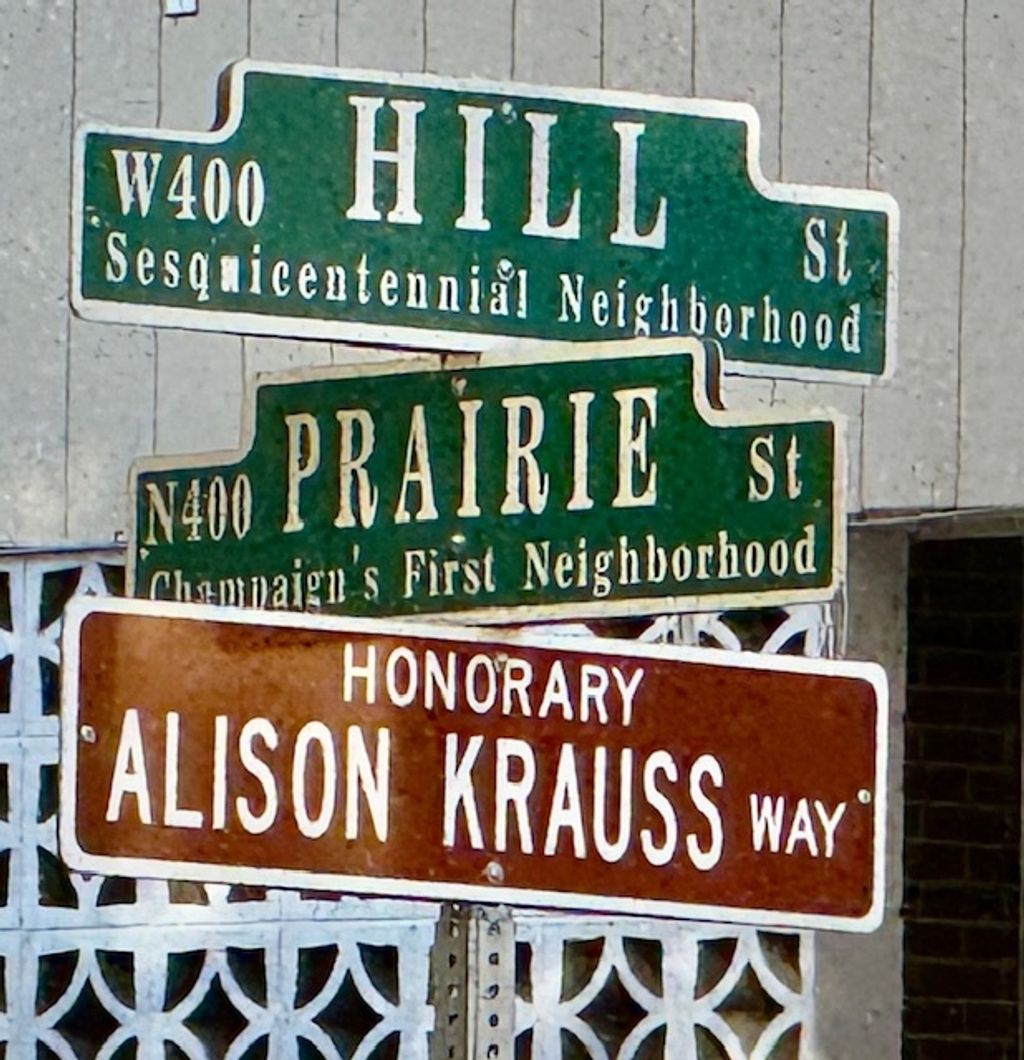 HILL
W400 St
Sesquicentennial Neighborhood
PRAIRIE
N400 St
Champaign's First Neighborhood
HONORARY
ALISON KRAUSS WAY